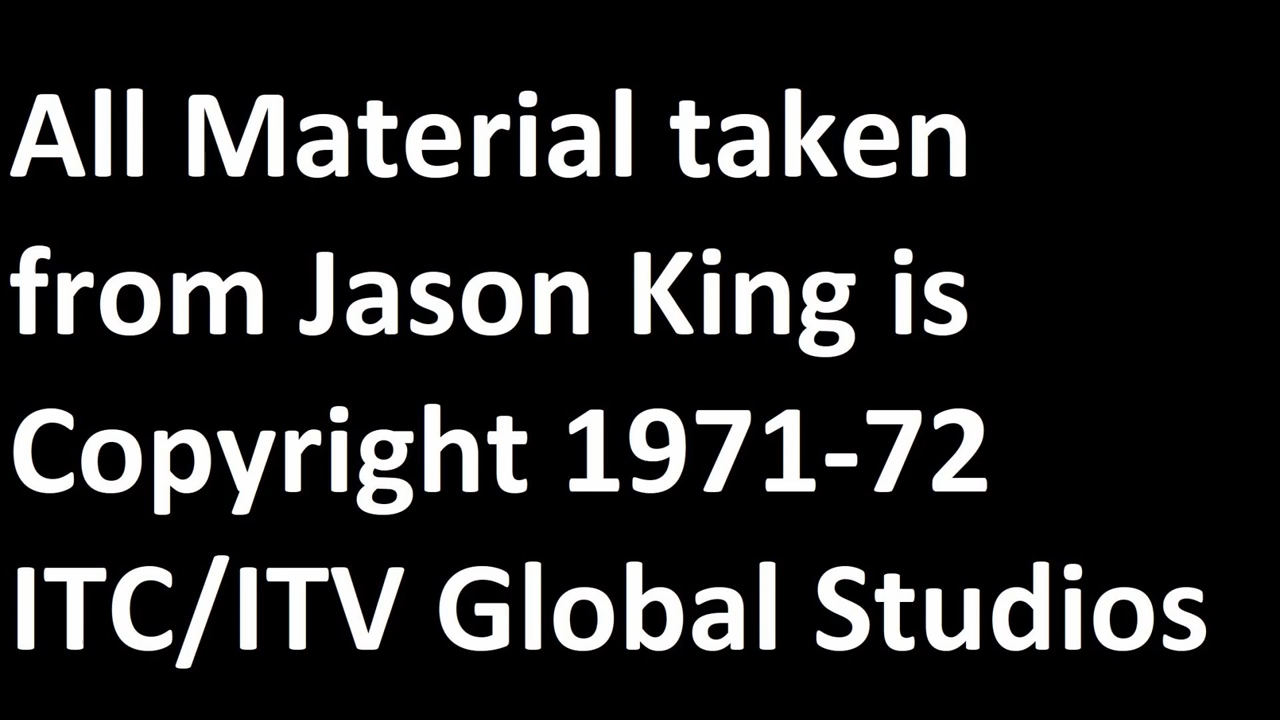 All Material taken
from Jason King is
Copyright 1971-72
ITC/ITV Global Studios